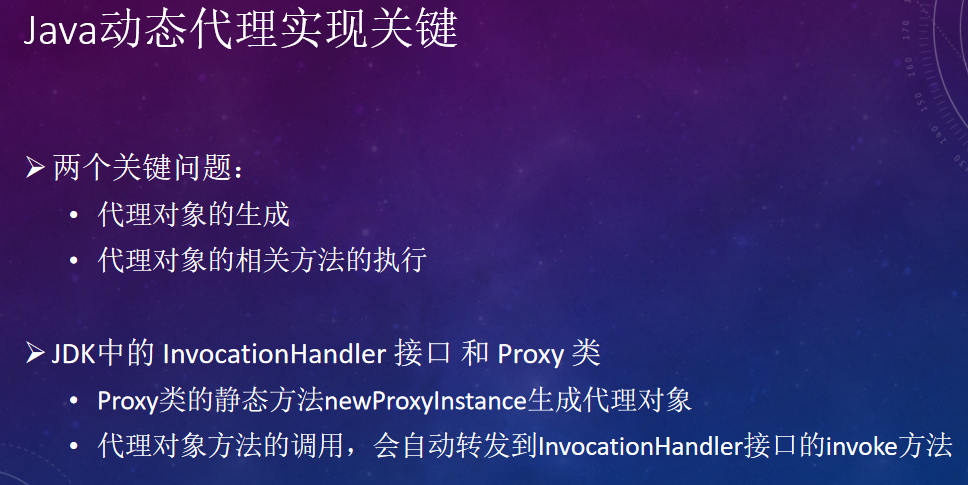 Java动态代理实现关键
170
160
150
140
130
➢ 两个关键问题：
• 代理对象的生成
• 代理对象的相关方法的执行
➢ JDK中的 InvocationHandler 接口 和 Proxy 类
• Proxy类的静态方法newProxyInstance生成代理对象
• 代理对象方法的调用，会自动转发到InvocationHandler接口的invoke方法